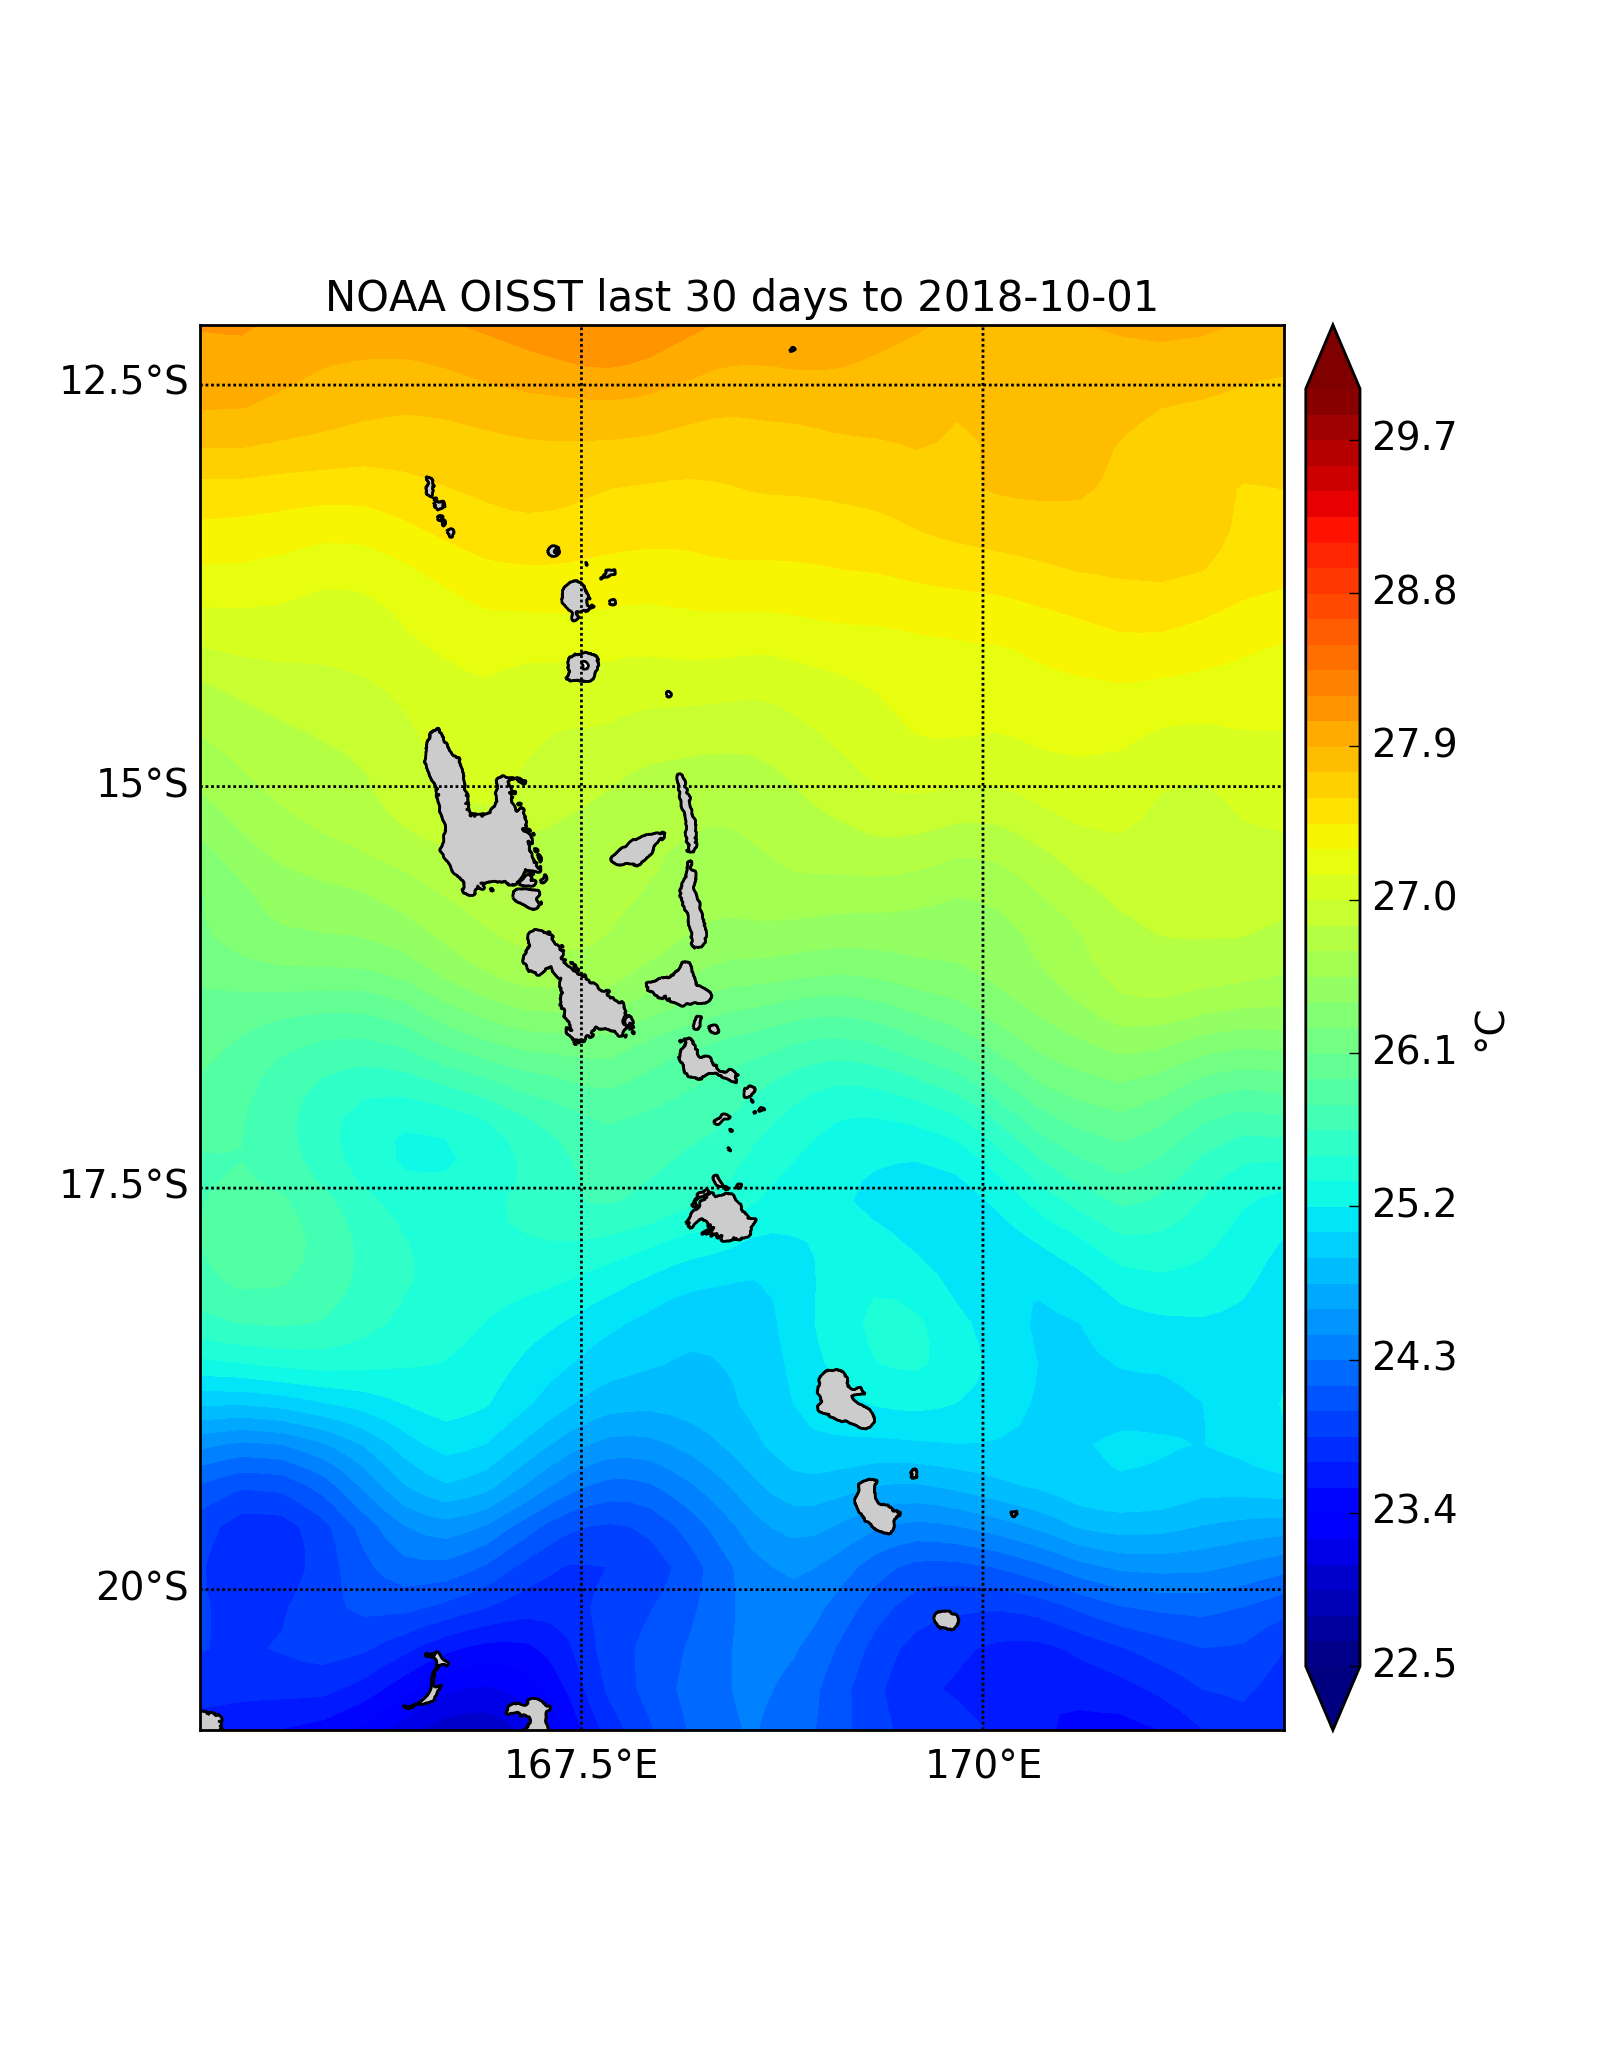 NOAA OISST last 30 days to 2018-10-01
12.5°S
15°S
17.5°S
20°S
167.5°E
170°E
29.7
28.8
27.9
27.0
26.1
25.2
24.3
23.4
22.5
°C